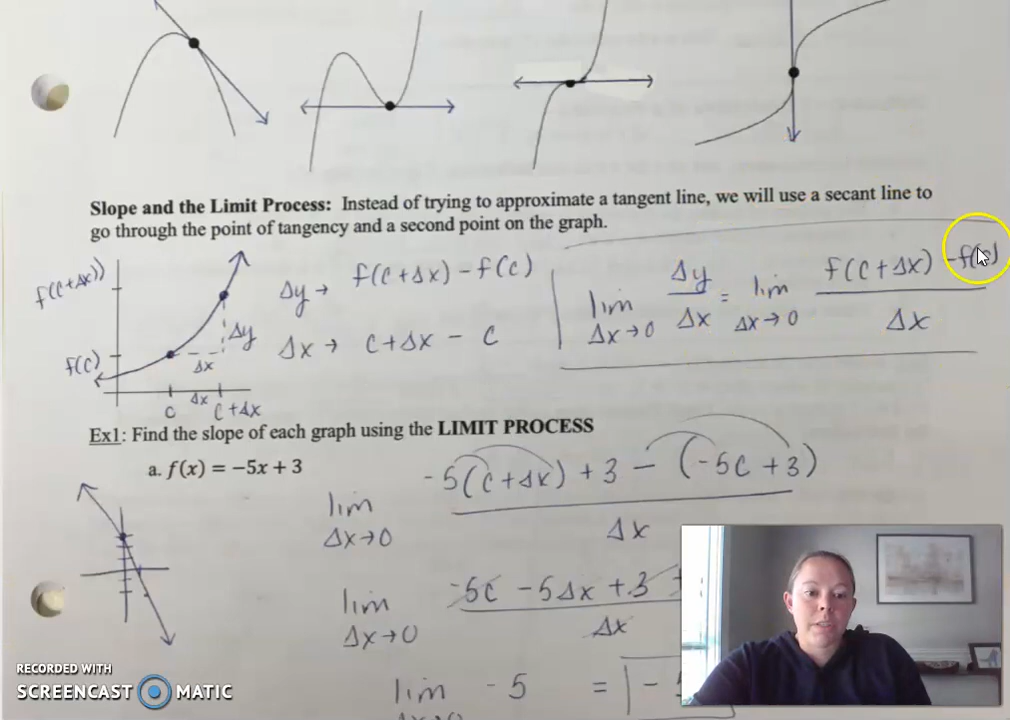 Slope and the Limit Process: Instead of trying to approximate a tangent line, we will use a secant line to
go through the point of tangency and a second point on the graph.
f(c+Δx))
f(c)
Δy
Δx
Δx
c
c+Δx
Δy → f(c+Δx) - f(c)
Δx → c+Δx - c
lim Δx→0 Δy/Δx = lim Δx→0 f(c+Δx) - f(c) / Δx
Ex1: Find the slope of each graph using the LIMIT PROCESS
a. f(x) = −5x + 3
lim Δx→0 -5(c+Δx) + 3 - (-5c + 3) / Δx
lim Δx→0 -5c - 5Δx + 3 / Δx
lim Δx→0 -5 = -
RECORDED WITH
SCREENCAST MATIC